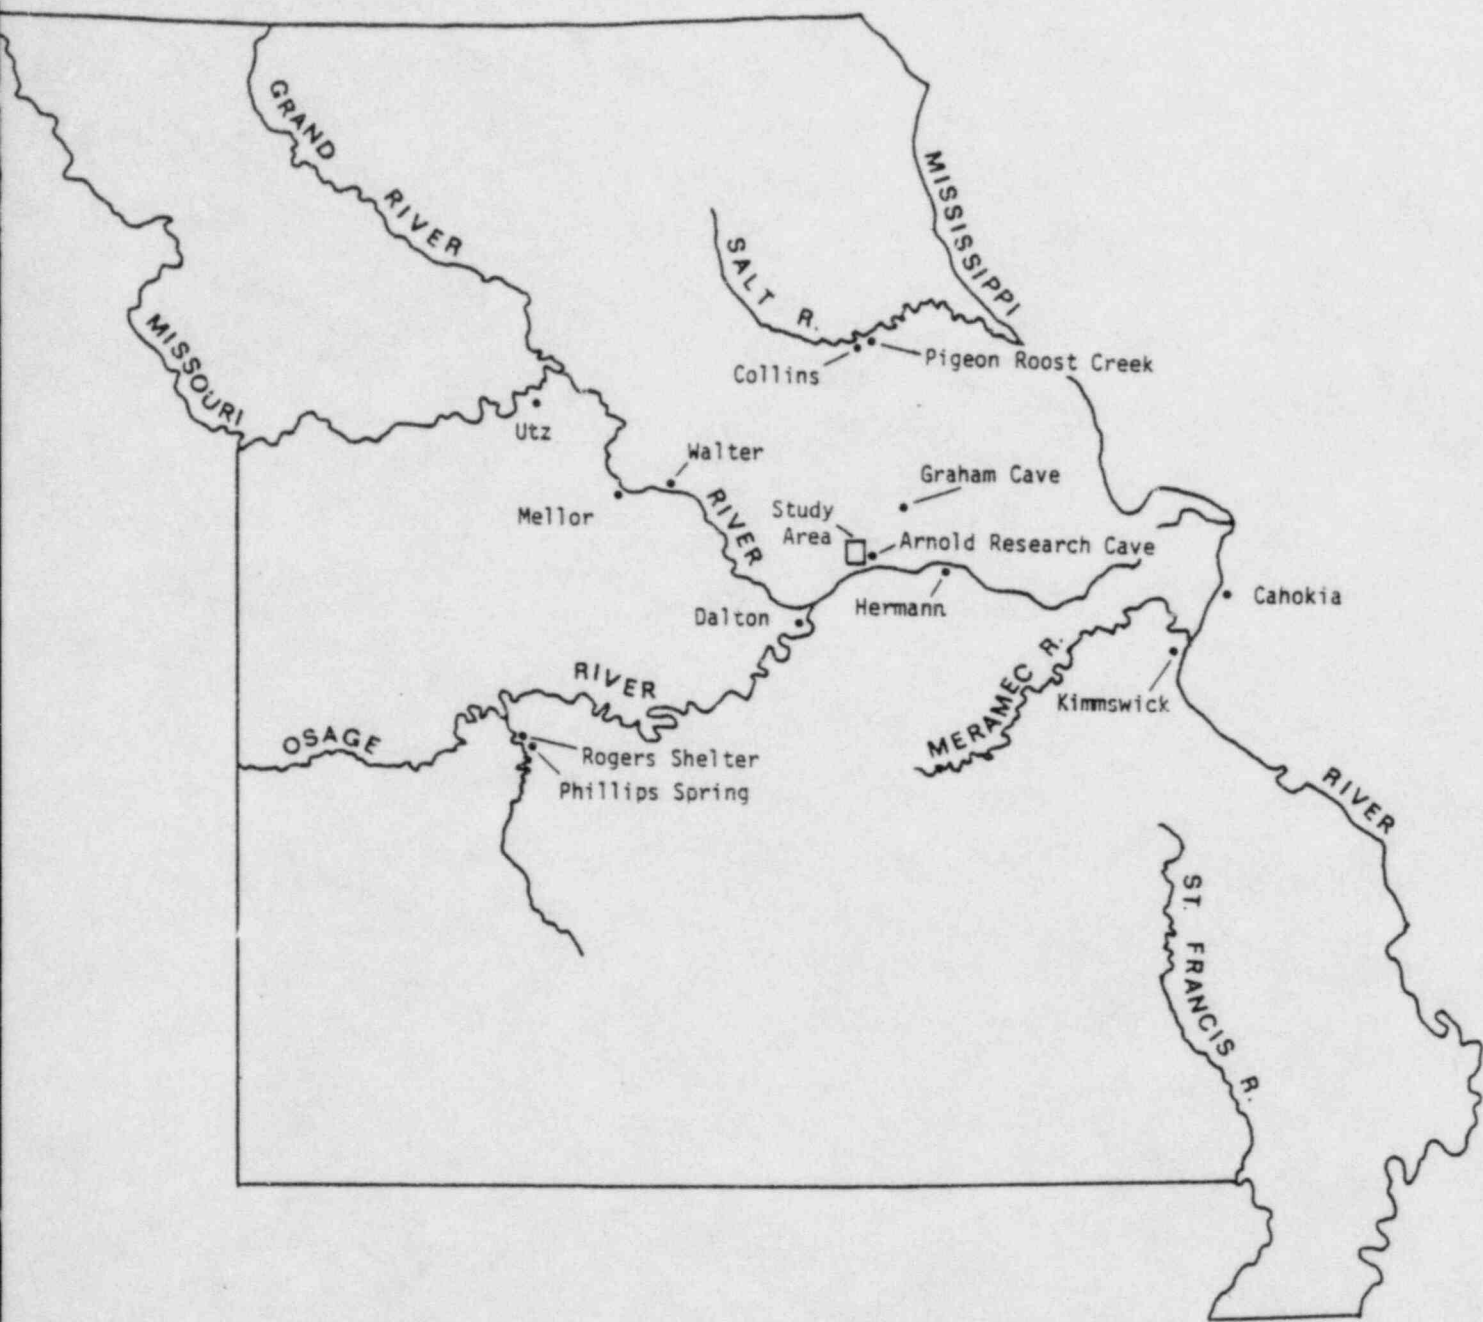 GRAND
RIVER
MISSISSIPPI
SALT R.
MISSOURI
Pigeon Roost Creek
Collins
Utz
Walter
Graham Cave
Mellor
RIVER
Study
Area
Arnold Research Cave
Cahokia
Hermann
Dalton
MERAMEC R.
RIVER
Kimmswick
OSAGE
Rogers Shelter
Phillips Spring
RIVER
ST. FRANCIS R.